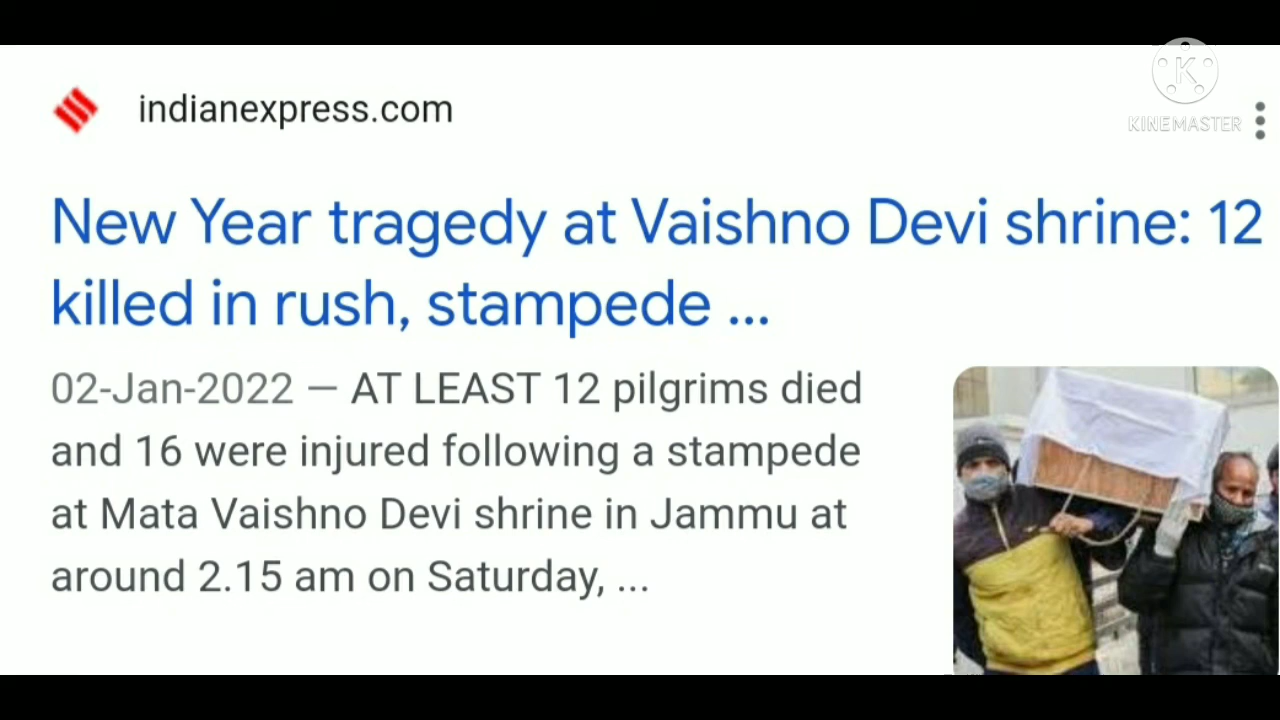 K
KINEMASTER
indianexpress.com
New Year tragedy at Vaishno Devi shrine: 12
killed in rush, stampede ...
02-Jan-2022 — AT LEAST 12 pilgrims died
and 16 were injured following a stampede
at Mata Vaishno Devi shrine in Jammu at
around 2.15 am on Saturday, ...